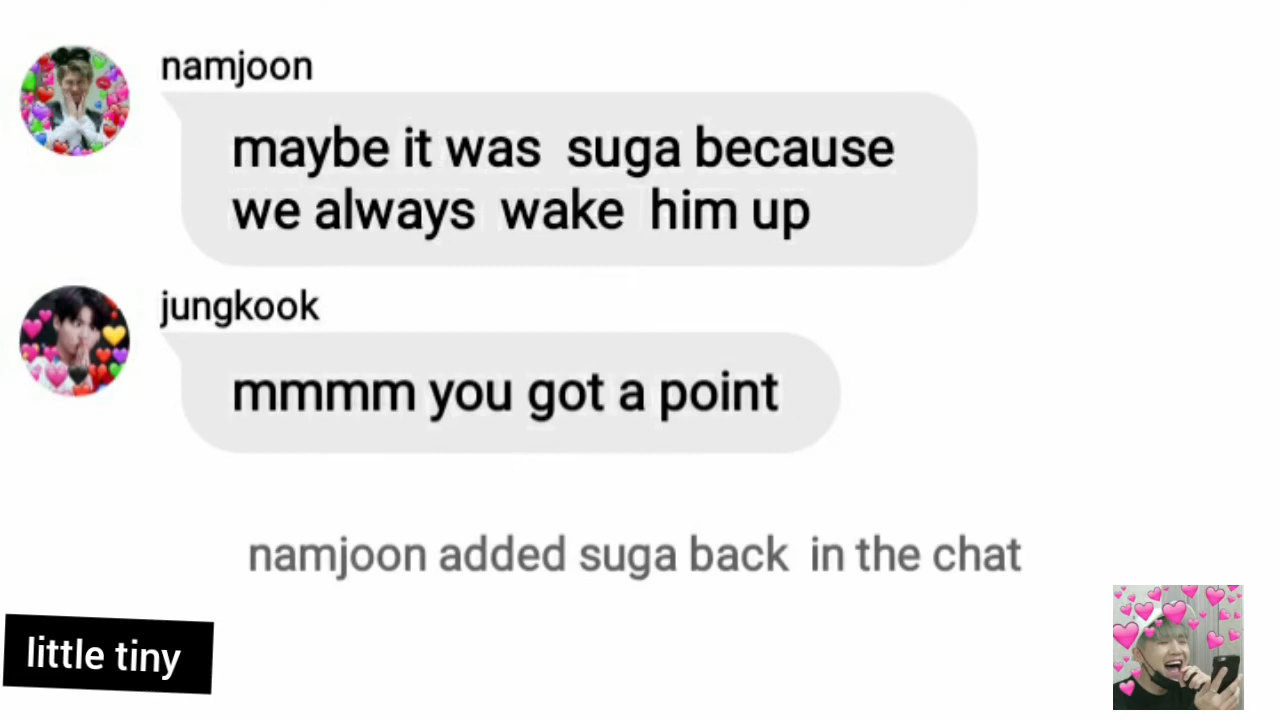 namjoon
maybe it was suga because
we always wake him up
jungkook
mmmm you got a point
namjoon added suga back in the chat
little tiny